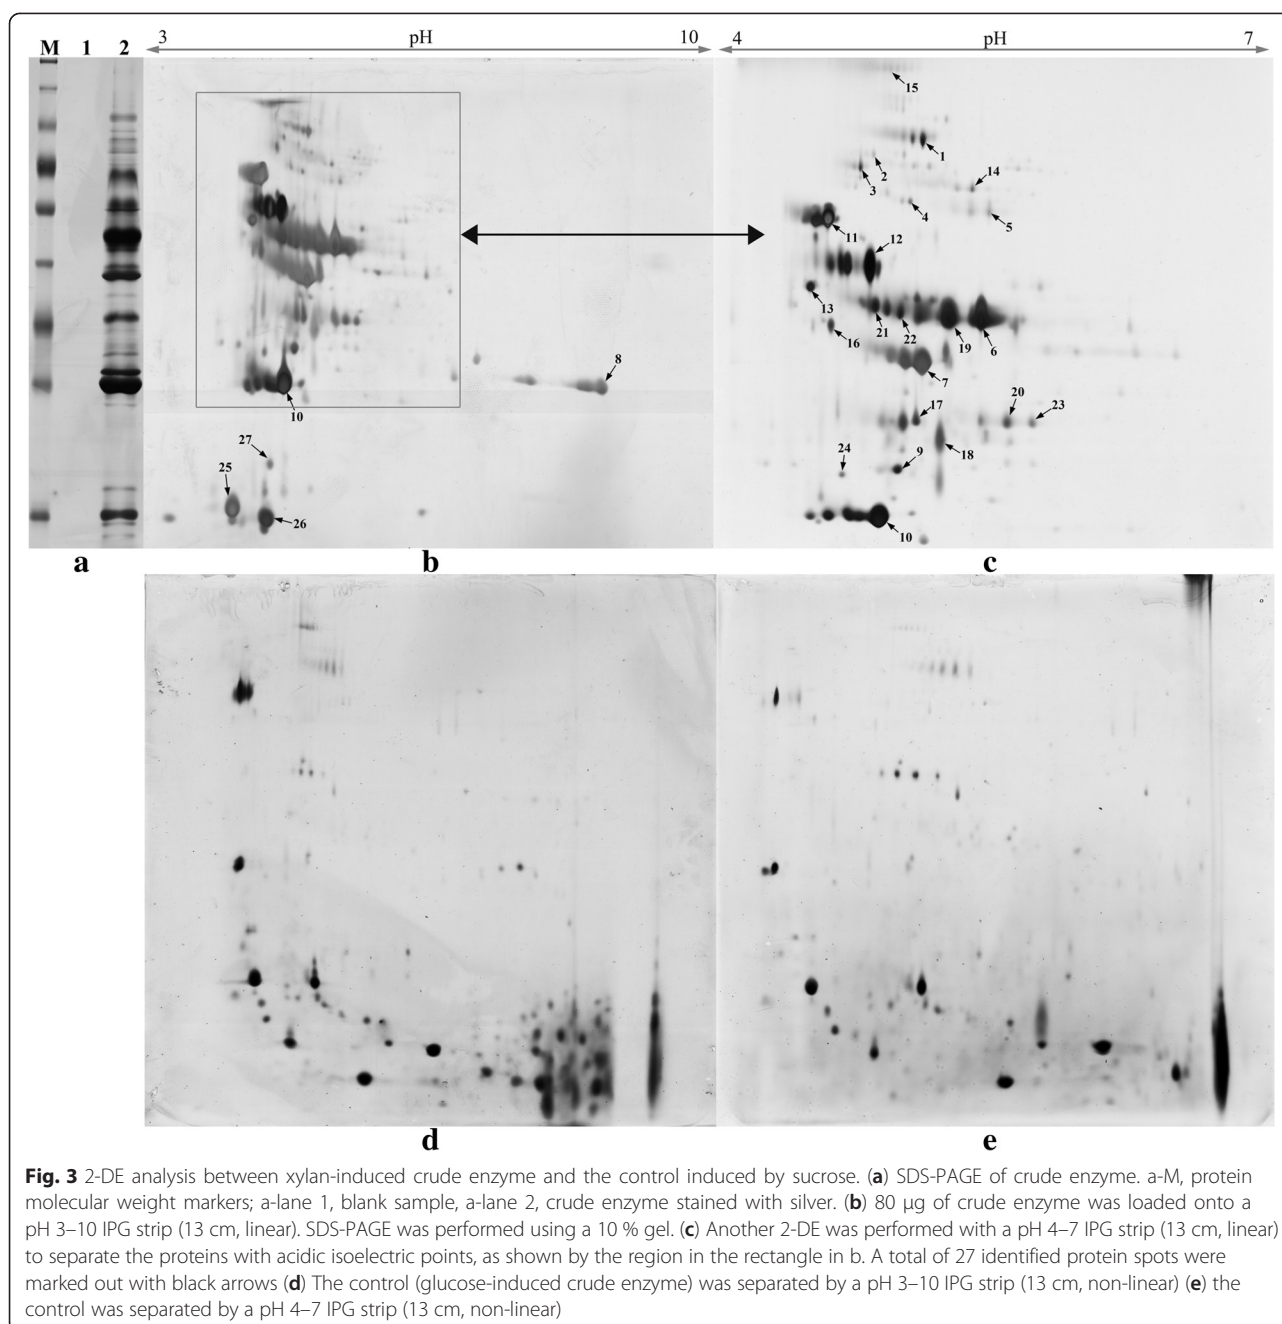 3 pH 10 4 pH 7
M 1 2
15
1
2
14
3
4
5
11
12
13
21
22
19
6
16
7
8
10
17
20
23
27
18
24
9
25
26
10
a b c
d e
Fig. 3 2-DE analysis between xylan-induced crude enzyme and the control induced by sucrose. (a) SDS-PAGE of crude enzyme. a-M, protein
molecular weight markers; a-lane 1, blank sample, a-lane 2, crude enzyme stained with silver. (b) 80 μg of crude enzyme was loaded onto a
pH 3–10 IPG strip (13 cm, linear). SDS-PAGE was performed using a 10 % gel. (c) Another 2-DE was performed with a pH 4–7 IPG strip (13 cm, linear)
to separate the proteins with acidic isoelectric points, as shown by the region in the rectangle in b. A total of 27 identified protein spots were
marked out with black arrows (d) The control (glucose-induced crude enzyme) was separated by a pH 3–10 IPG strip (13 cm, non-linear) (e) the
control was separated by a pH 4–7 IPG strip (13 cm, non-linear)